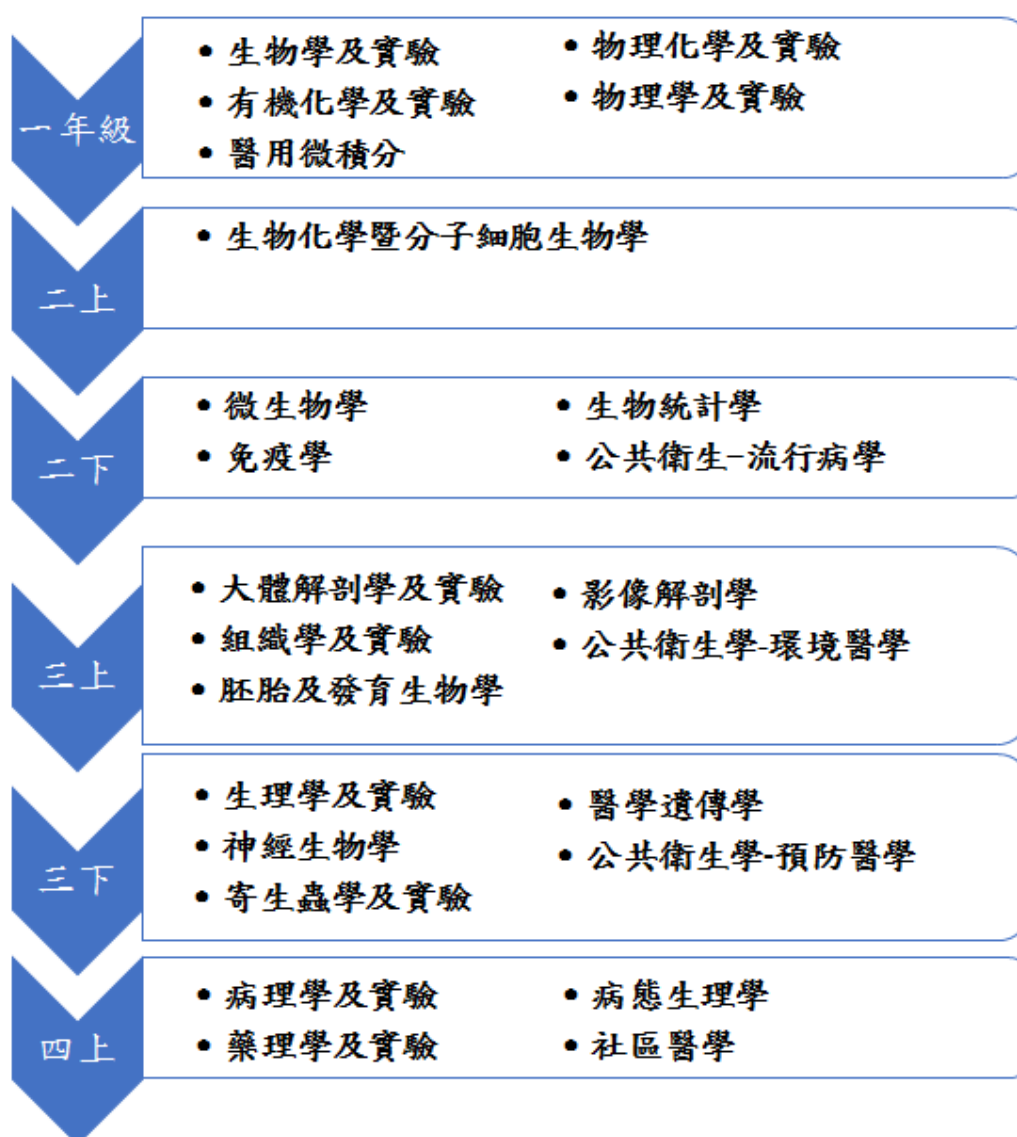 一年級
• 生物學及實驗
• 有機化學及實驗
• 醫用微積分
• 物理化學及實驗
• 物理學及實驗
二上
• 生物化學暨分子細胞生物學
二下
• 微生物學
• 免疫學
• 生物統計學
• 公共衛生-流行病學
三上
• 大體解剖學及實驗
• 組織學及實驗
• 胚胎及發育生物學
• 影像解剖學
• 公共衛生學-環境醫學
三下
• 生理學及實驗
• 神經生物學
• 寄生蟲學及實驗
• 醫學遺傳學
• 公共衛生學-預防醫學
四上
• 病理學及實驗
• 藥理學及實驗
• 病態生理學
• 社區醫學